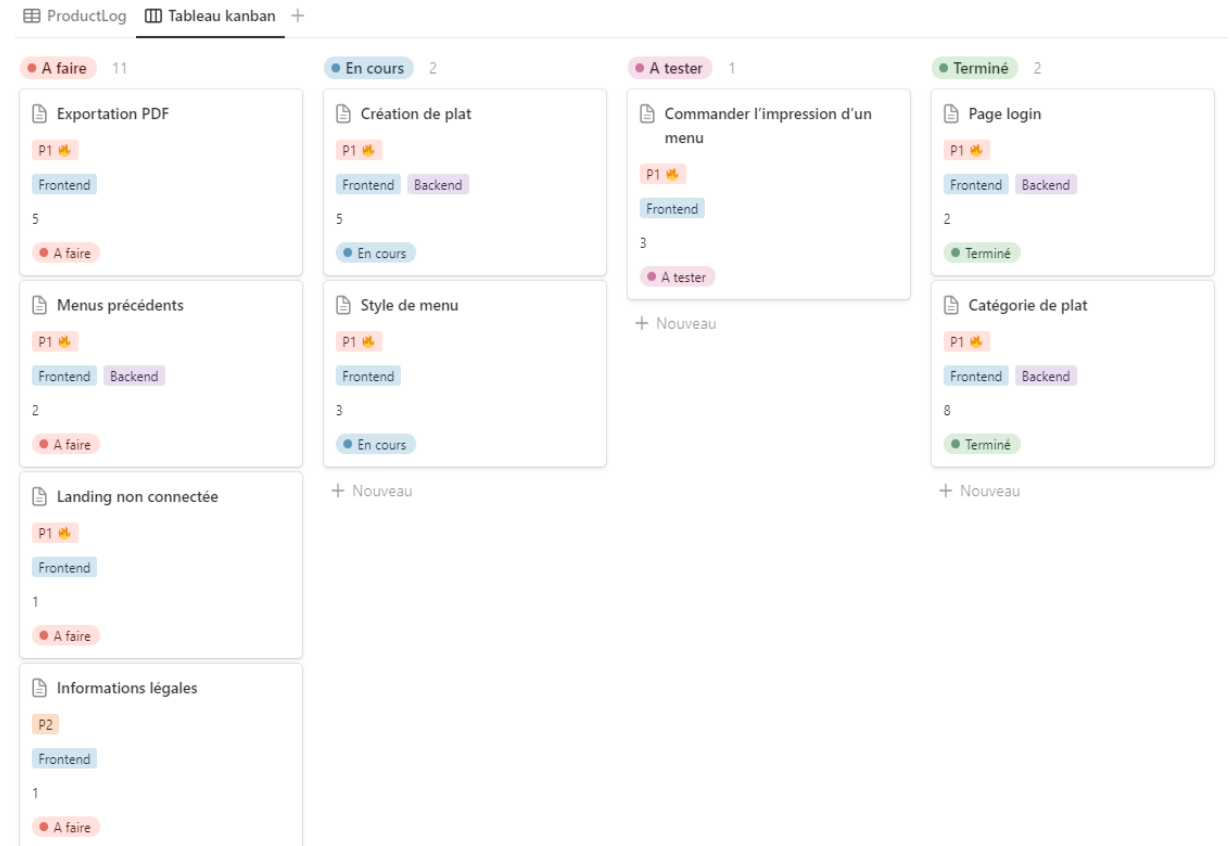 ProductLog Tableau kanban
A faire 11
Exportation PDF
P1 🔥
Frontend
5
A faire
Menus précédents
P1 🔥
Frontend Backend
2
A faire
Landing non connectée
P1 🔥
Frontend
1
A faire
Informations légales
P2
Frontend
1
A faire
En cours 2
Création de plat
P1 🔥
Frontend Backend
5
En cours
Style de menu
P1 🔥
Frontend
3
En cours
+ Nouveau
A tester 1
Commander l’impression d’un
menu
P1 🔥
Frontend
3
A tester
+ Nouveau
Terminé 2
Page login
P1 🔥
Frontend Backend
2
Terminé
Catégorie de plat
P1 🔥
Frontend Backend
8
Terminé
+ Nouveau